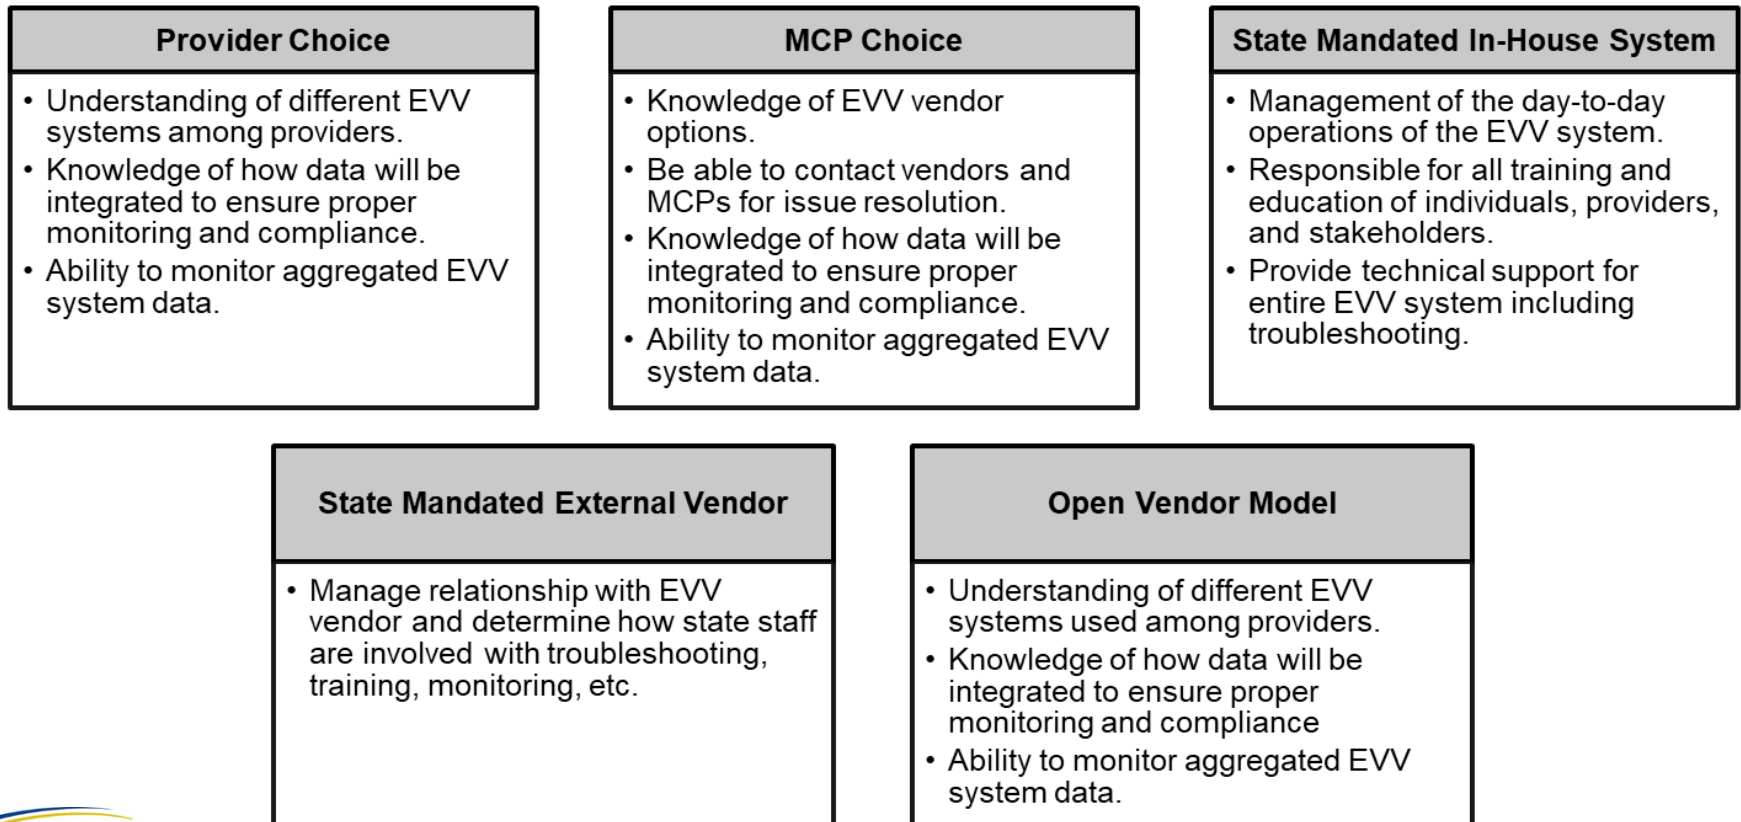 Provider Choice
• Understanding of different EVV
systems among providers.
• Knowledge of how data will be
integrated to ensure proper
monitoring and compliance.
• Ability to monitor aggregated EVV
system data.
MCP Choice
• Knowledge of EVV vendor
options.
• Be able to contact vendors and
MCPs for issue resolution.
• Knowledge of how data will be
integrated to ensure proper
monitoring and compliance.
• Ability to monitor aggregated EVV
system data.
State Mandated In-House System
• Management of the day-to-day
operations of the EVV system.
• Responsible for all training and
education of individuals, providers,
and stakeholders.
• Provide technical support for
entire EVV system including
troubleshooting.
State Mandated External Vendor
• Manage relationship with EVV
vendor and determine how state staff
are involved with troubleshooting,
training, monitoring, etc.
Open Vendor Model
• Understanding of different EVV
systems used among providers.
• Knowledge of how data will be
integrated to ensure proper
monitoring and compliance
• Ability to monitor aggregated EVV
system data.